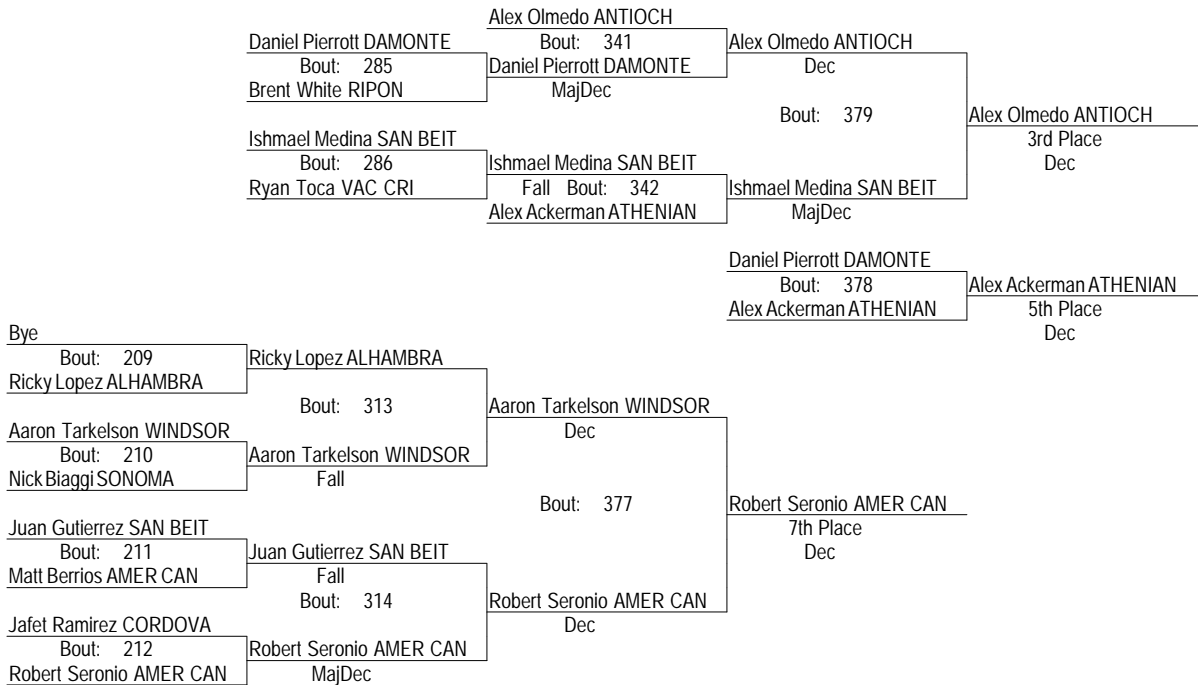 Alex Olmedo ANTIOCH
Daniel Pierrott DAMONTE
Bout: 341
Alex Olmedo ANTIOCH
Bout: 285
Daniel Pierrott DAMONTE
Dec
Brent White RIPON
MajDec
Bout: 379
Alex Olmedo ANTIOCH
Ishmael Medina SAN BEIT
3rd Place
Bout: 286
Ishmael Medina SAN BEIT
Dec
Ryan Toca VAC CRI
Fall Bout: 342
Ishmael Medina SAN BEIT
Alex Ackerman ATHENIAN
MajDec
Daniel Pierrott DAMONTE
Bout: 378
Alex Ackerman ATHENIAN
Alex Ackerman ATHENIAN
5th Place
Dec
Bye
Bout: 209
Ricky Lopez ALHAMBRA
Ricky Lopez ALHAMBRA
Bout: 313
Aaron Tarkelson WINDSOR
Aaron Tarkelson WINDSOR
Dec
Bout: 210
Aaron Tarkelson WINDSOR
Nick Biaggi SONOMA
Fall
Bout: 377
Robert Seronio AMER CAN
Juan Gutierrez SAN BEIT
7th Place
Bout: 211
Juan Gutierrez SAN BEIT
Dec
Matt Berrios AMER CAN
Fall
Bout: 314
Robert Seronio AMER CAN
Jafet Ramirez CORDOVA
Dec
Bout: 212
Robert Seronio AMER CAN
Robert Seronio AMER CAN
MajDec